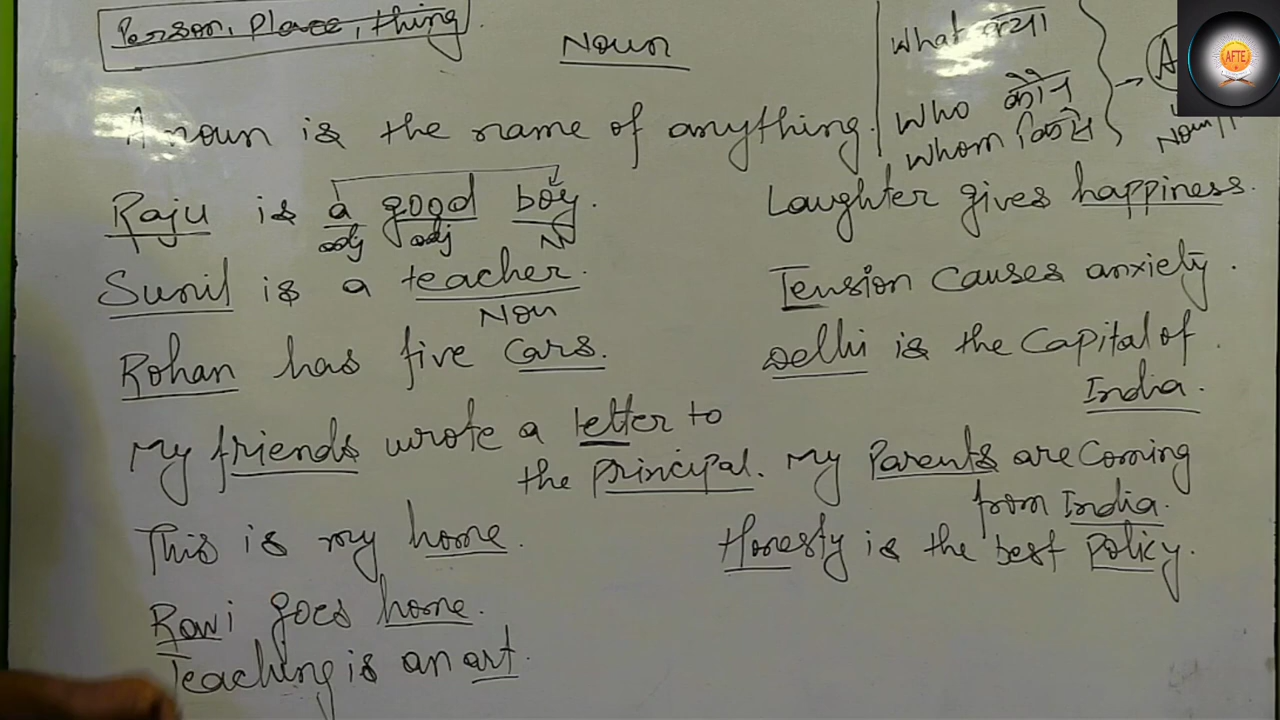 Person, Place, thing.
Noun
A noun is the name of anything.
What क्या
Who कौन
Whom किसे
A
Noun
AFTE
Raju is a good boy.
adj adj N
Sunil is a teacher.
Noun
Rohan has five cars.
My friends wrote a letter to
the principal.
This is my home.
Ravi goes home.
Teaching is an art.
Laughter gives happiness.
Tension causes anxiety.
Delhi is the Capital of
India.
My Parents are Coming
from India.
Honesty is the best policy.